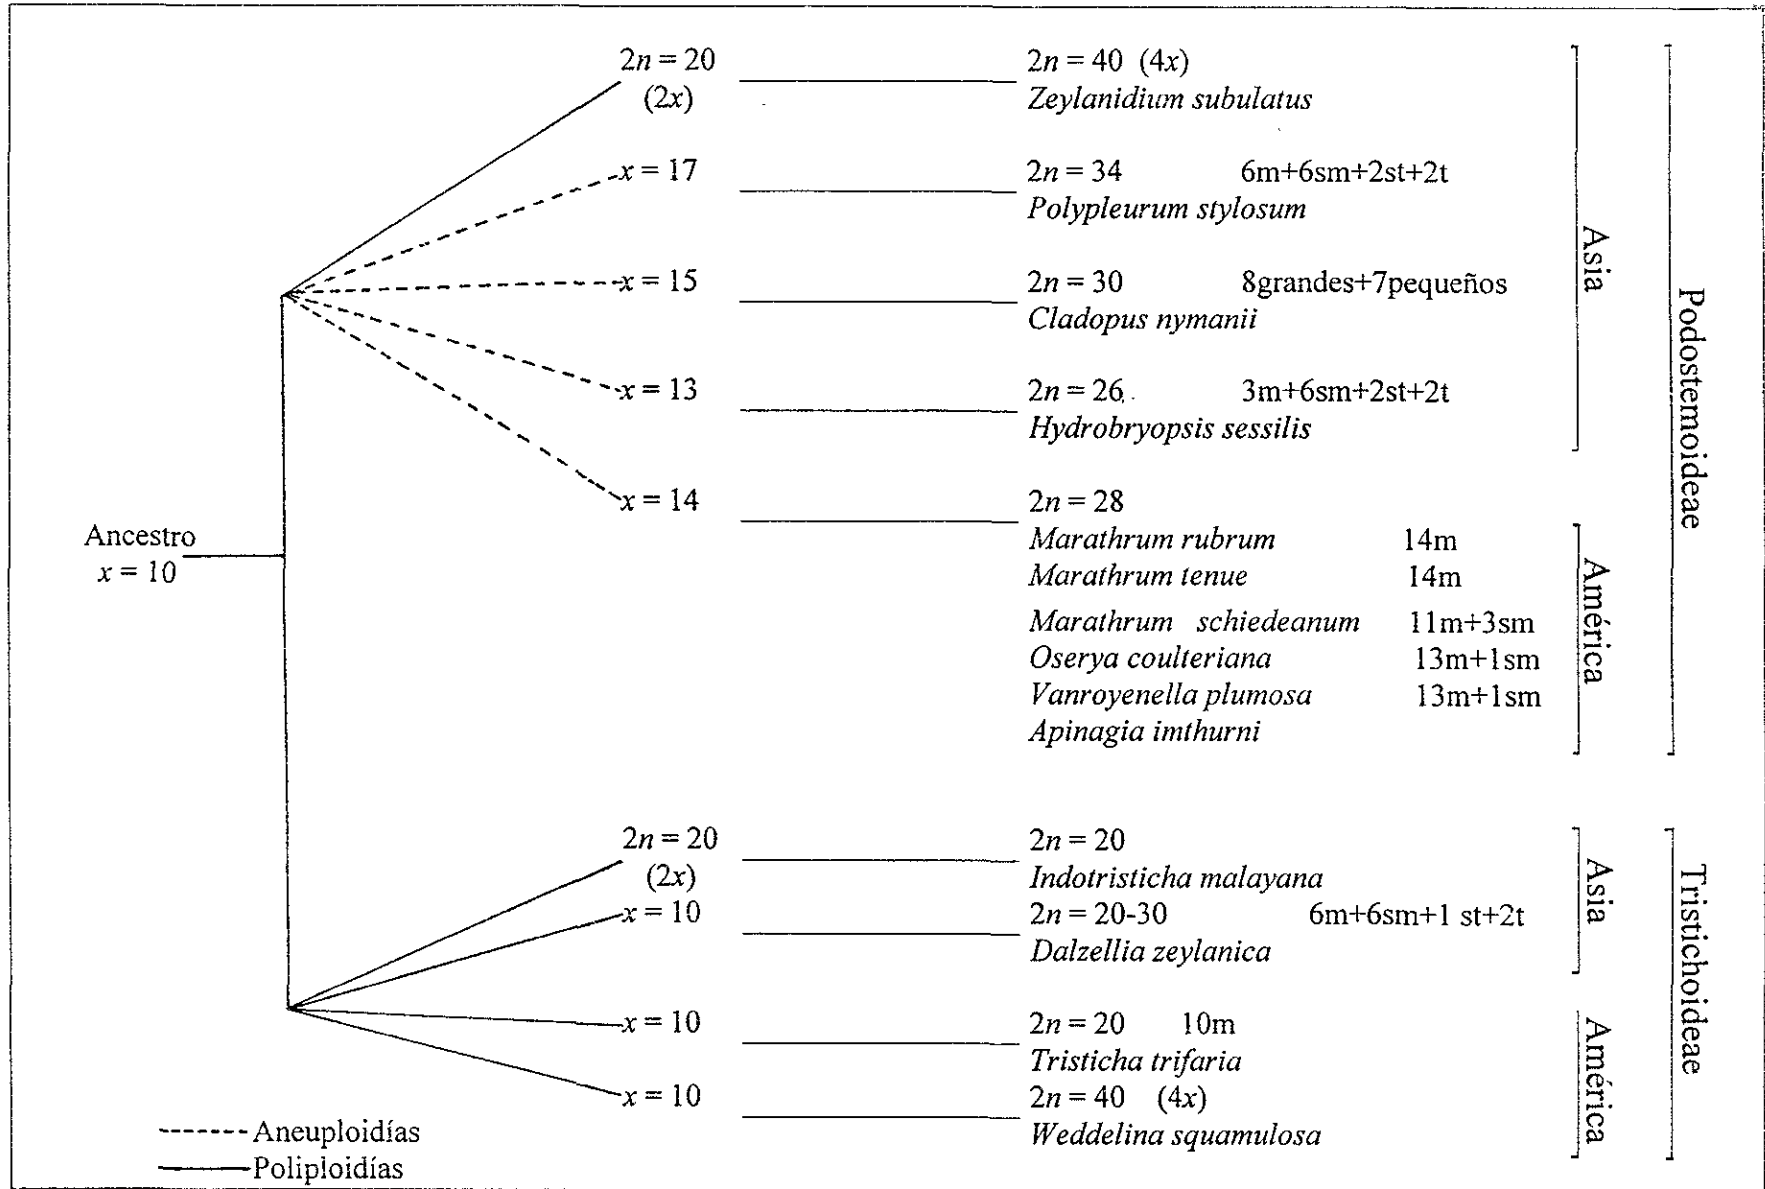 2n = 20 2n = 40 (4x)
(2x) Zeylanidium subulatus
x = 17 2n = 34 6m+6sm+2st+2t
Polypleurum stylosum
x = 15 2n = 30 8grandes+7pequeños
Cladopus nymanii
x = 13 2n = 26 3m+6sm+2st+2t
Hydrobryopsis sessilis
x = 14 2n = 28
Marathrum rubrum 14m
Marathrum tenue 14m
Marathrum schiedeanum 11m+3sm
Oserya coulteriana 13m+1sm
Vanroyenella plumosa 13m+1sm
Apinagia imthurni
Asia
América
Podostemoideae
Ancestro
x = 10
2n = 20 2n = 20
(2x) Indotristicha malayana
x = 10 2n = 20-30 6m+6sm+1 st+2t
Dalzellia zeylanica
x = 10 2n = 20 10m
Tristicha trifaria
x = 10 2n = 40 (4x)
Weddelina squamulosa
Asia
América
Tristichoideae
Aneuploidías
Poliploidías